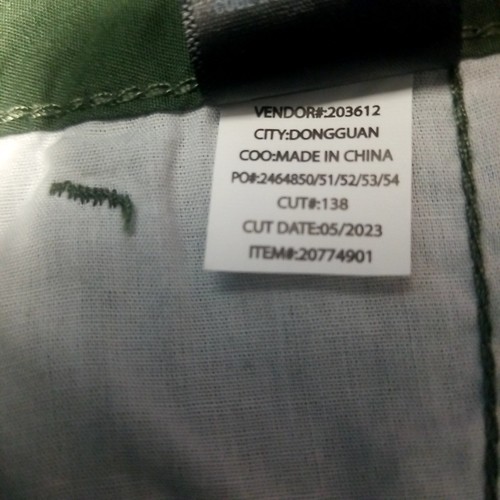 VENDOR#:203612
CITY:DONGGUAN
COO:MADE IN CHINA
PO#:2464850/51/52/53/54
CUT#:138
CUT DATE:05/2023
ITEM#:20774901